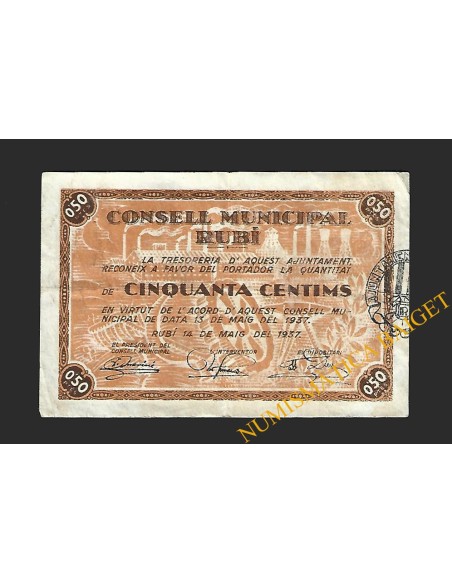 0'50
0'50
CONSELL MUNICIPAL
RUBÍ
LA TRESORERIA D'AQUEST AJUNTAMENT
RECONEIX A FAVOR DEL PORTADOR LA QUANTITAT
DE CINQUANTA CENTIMS
EN VIRTUT DE L'ACORD D'AQUEST CONSELL MU-
NICIPAL DE DATA 13 DE MAIG DEL 1937.
RUBÍ 14 DE MAIG DEL 1937.
EL PRESIDENT DEL
CONSELL MUNICIPAL
L'INTERVENTOR
EL DIPOSITARI
0'50
0'50